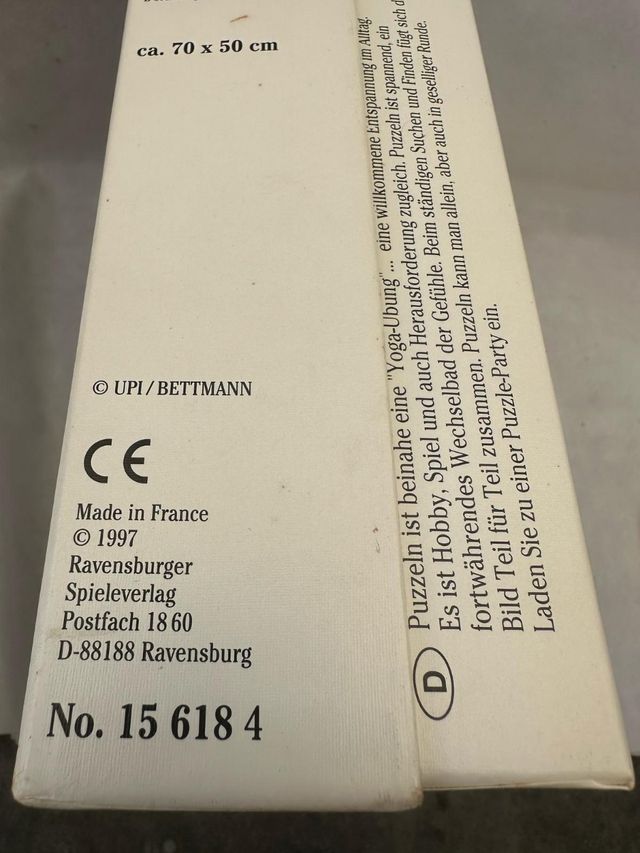 ca. 70 x 50 cm
© UPI / BETTMANN
CE
Made in France
© 1997
Ravensburger
Spieleverlag
Postfach 18 60
D-88188 Ravensburg
No. 15 618 4
D
Puzzeln ist beinahe eine "Yoga-Übung"... eine willkommene Entspannung im Alltag.
Es ist Hobby, Spiel und auch Herausforderung zugleich. Puzzeln ist spannend, ein
fortwährendes Wechselbad der Gefühle. Beim ständigen Suchen und Finden fügt sich
Bild Teil für Teil zusammen. Puzzeln kann man allein, aber auch in geselliger Runde.
Laden Sie zu einer Puzzle-Party ein.